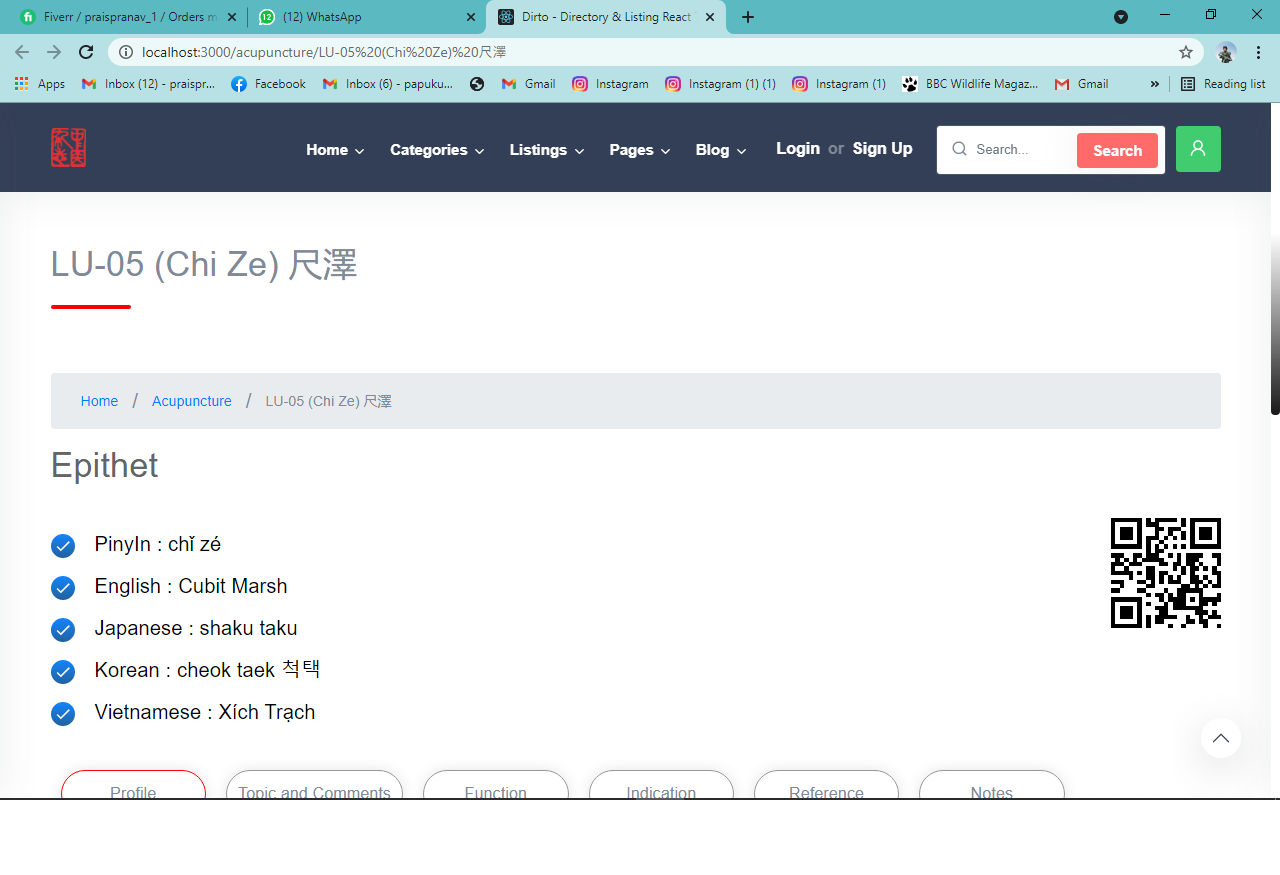 Fiverr / praispranav_1 / Orders m
(12) WhatsApp
Dirto - Directory & Listing React
localhost:3000/acupuncture/LU-05%20(Chi%20Ze)%20尺澤
Apps
Inbox (12) - praispr...
Facebook
Inbox (6) - papuku...
Gmail
Instagram
Instagram (1) (1)
Instagram (1)
BBC Wildlife Magaz...
Gmail
»
Reading list
Home
Categories
Listings
Pages
Blog
Login or Sign Up
Search...
Search
LU-05 (Chi Ze) 尺澤
Home / Acupuncture / LU-05 (Chi Ze) 尺澤
Epithet
PinyIn : chǐ zé
English : Cubit Marsh
Japanese : shaku taku
Korean : cheok taek 척택
Vietnamese : Xích Trạch
Profile
Topic and Comments
Function
Indication
Reference
Notes